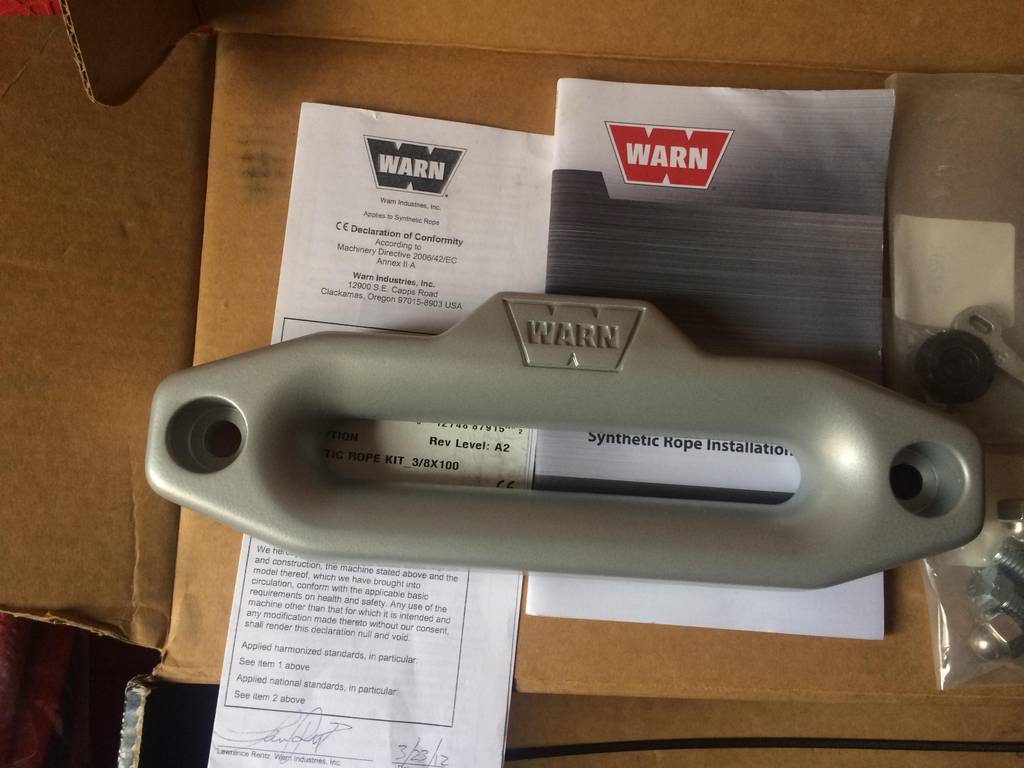 WARN
Warn Industries, Inc.
Applies to Synthetic Rope
CE Declaration of Conformity
According to
Machinery Directive 2006/42/EC
Annex II A
Warn Industries, Inc.
12900 S.E. Capps Road
Clackamas, Oregon 97015-8903 USA
WARN
WARN
Rev Level: A2
TIC ROPE KIT_3/8X100
CE
Synthetic Rope Installation
We
and construction, the machine stated above and the
model thereof, which we have brought into
circulation, conform with the applicable basic
requirements on health and safety. Any use of the
machine other than that for which it is intended and
any modification made thereto without our consent,
shall render this declaration null and void.
Applied harmonized standards, in particular:
See item 1 above
Applied national standards, in particular:
See item 2 above
3/23/12
Lawrence Rentz, Warn Industries, Inc.